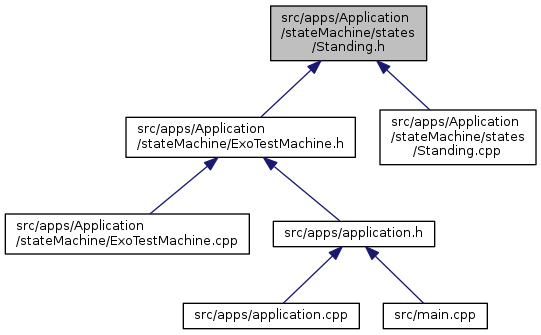 src/apps/Application
/stateMachine/states
/Standing.h
src/apps/Application
/stateMachine/ExoTestMachine.h
src/apps/Application
/stateMachine/states
/Standing.cpp
src/apps/Application
/stateMachine/ExoTestMachine.cpp
src/apps/application.h
src/apps/application.cpp
src/main.cpp